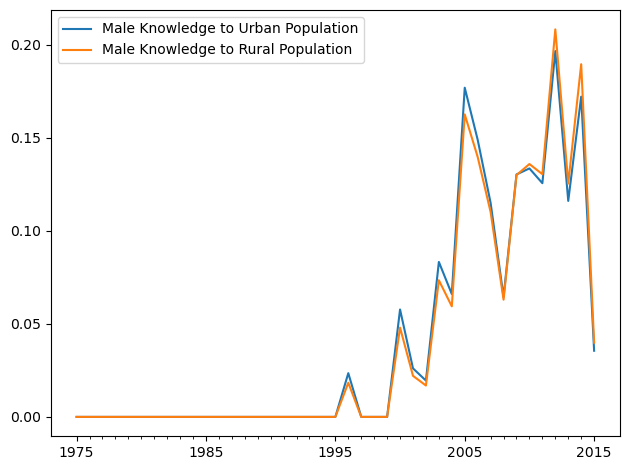 Male Knowledge to Urban Population
Male Knowledge to Rural Population
0.20
0.15
0.10
0.05
0.00
1975 1985 1995 2005 2015